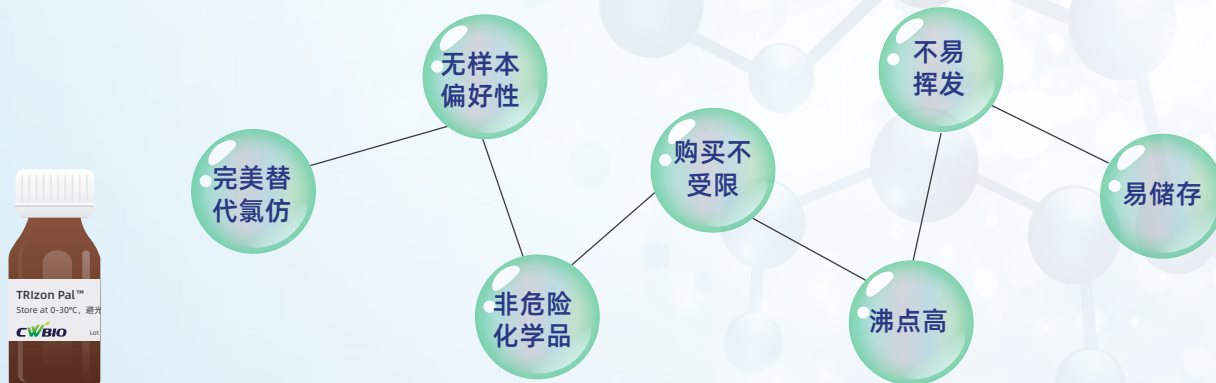 完美替
代氯仿
无样本
偏好性
非危险
化学品
购买不
受限
沸点高
不易
挥发
易储存
TRIzon Pal™
Store at 0-30℃，避光
CWBIO
Lot